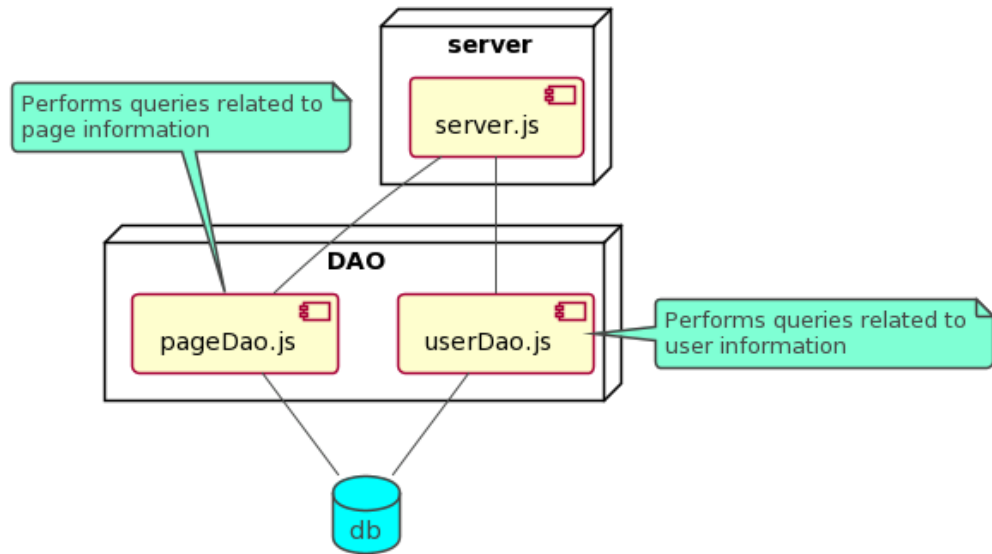 server
server.js
Performs queries related to
page information
DAO
pageDao.js
userDao.js
Performs queries related to
user information
db